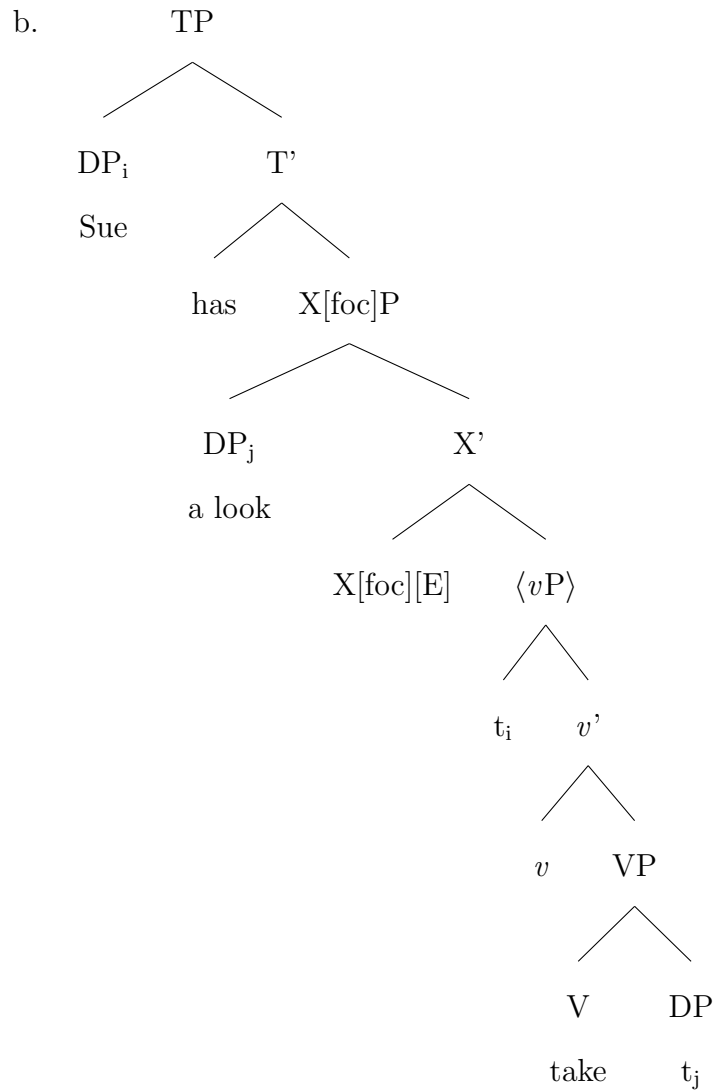 b. TP
DPi T’
Sue
has X[foc]P
DPj X’
a look
X[foc][E] ⟨vP⟩
ti v’
v VP
V DP
take tj